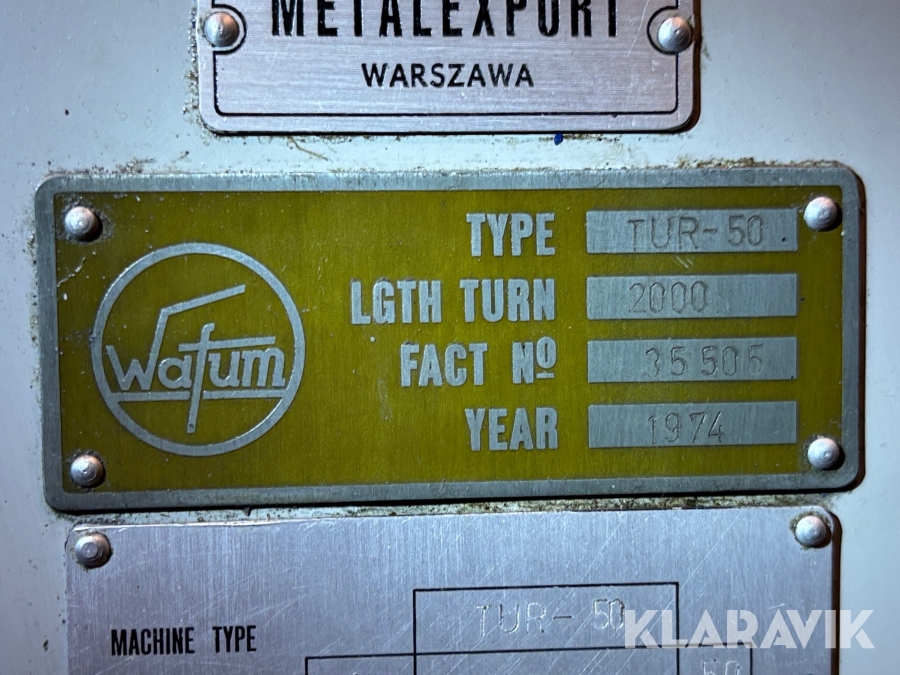 METALEXPORT
WARSZAWA
Wafum
TYPE TUR-50
LGTH TURN 2000
FACT Nº 35505
YEAR 1974
MACHINE TYPE TUR-50
50
KLARAVIK